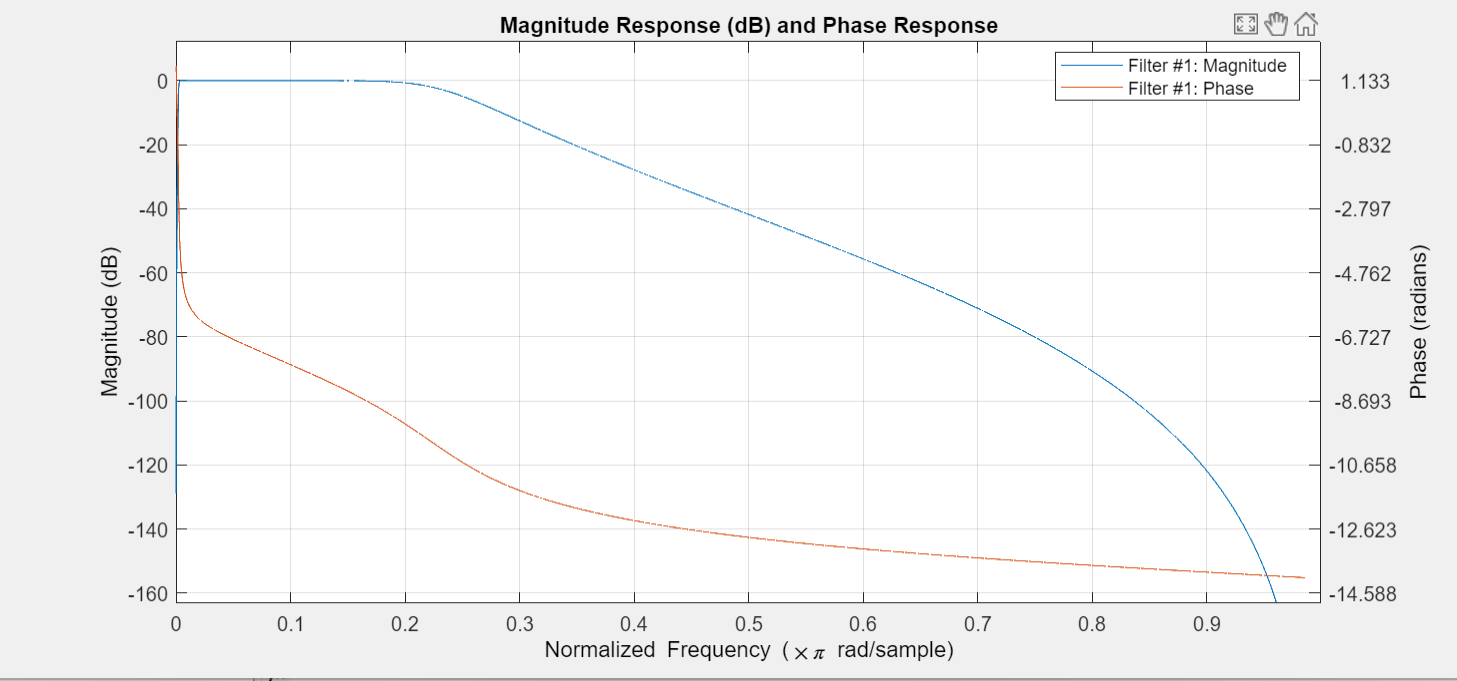 Magnitude Response (dB) and Phase Response
Filter #1: Magnitude
Filter #1: Phase
0
-20
-40
-60
-80
-100
-120
-140
-160
Magnitude (dB)
1.133
-0.832
-2.797
-4.762
-6.727
-8.693
-10.658
-12.623
-14.588
Phase (radians)
0 0.1 0.2 0.3 0.4 0.5 0.6 0.7 0.8 0.9
Normalized Frequency (×π rad/sample)